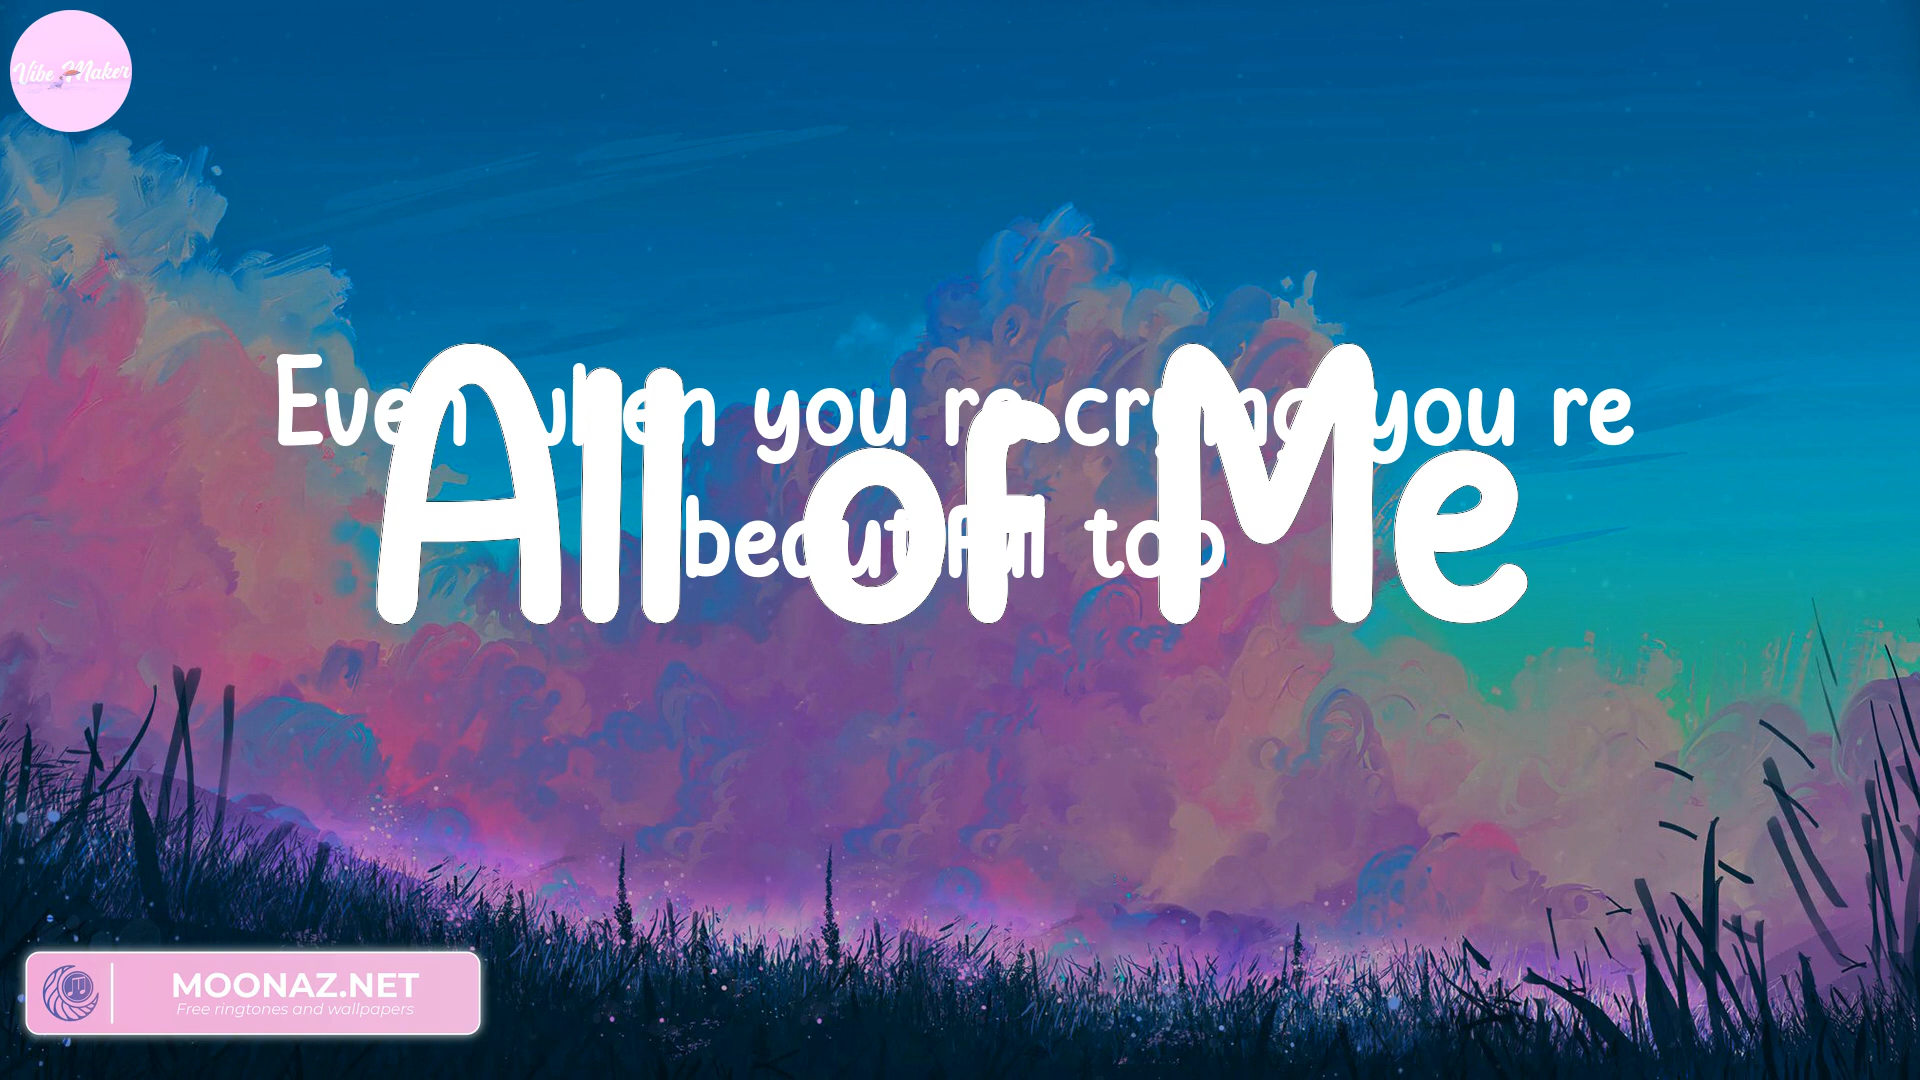 Vibe Maker
Even when you re crying you re
beautiful too
All of Me
MOONAZ.NET
Free ringtones and wallpapers